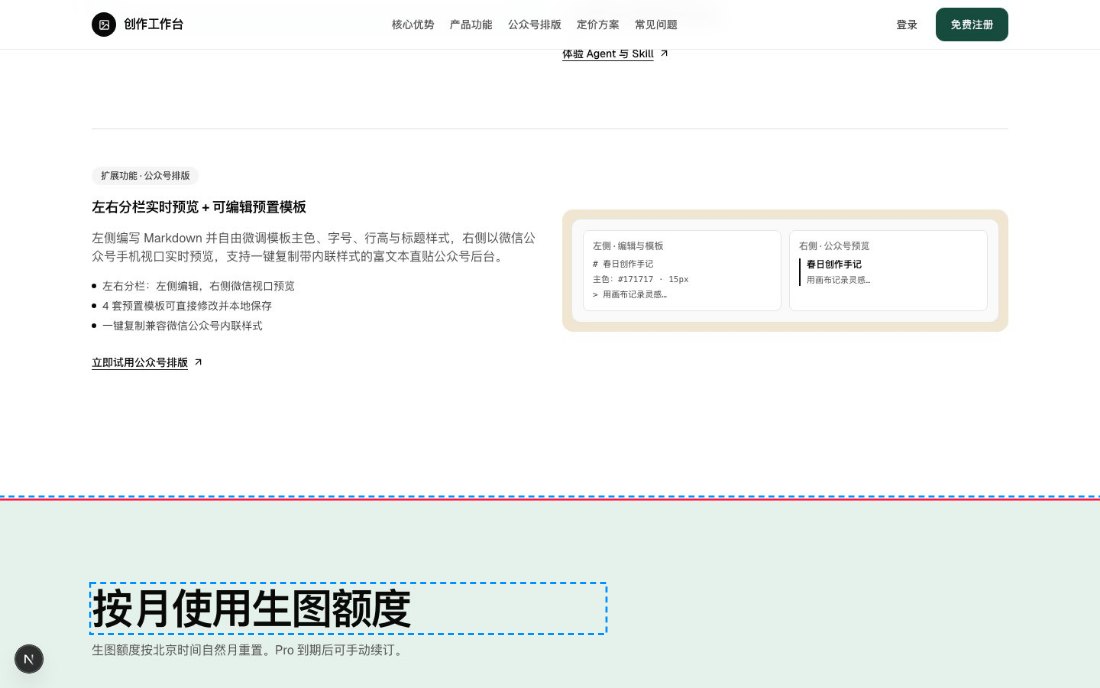 创作工作台
核心优势 产品功能 公众号排版 定价方案 常见问题
登录
免费注册
体验 Agent 与 Skill ↗
扩展功能 · 公众号排版
左右分栏实时预览 + 可编辑预置模板
左侧编写 Markdown 并自由微调模板主色、字号、行高与标题样式，右侧以微信公
众号手机视口实时预览，支持一键复制带内联样式的富文本直贴公众号后台。
左右分栏：左侧编辑，右侧微信视口预览
4 套预置模板可直接修改并本地保存
一键复制兼容微信公众号内联样式
立即试用公众号排版 ↗
左侧 · 编辑与模板
# 春日创作手记
主色：#171717 · 15px
> 用画布记录灵感…
右侧 · 公众号预览
春日创作手记
用画布记录灵感…
按月使用生图额度
生图额度按北京时间自然月重置。Pro 到期后可手动续订。
N